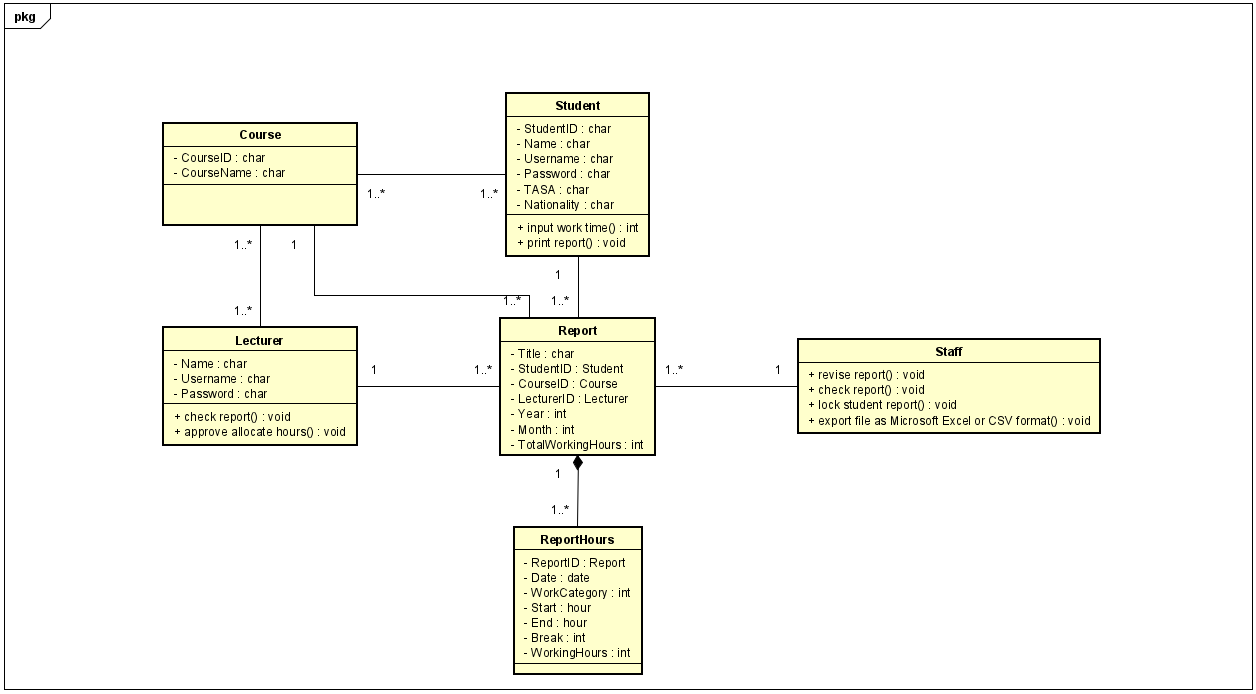 pkg
Student
- StudentID : char
- Name : char
- Username : char
- Password : char
- TASA : char
- Nationality : char
+ input work time() : int
+ print report() : void
Course
- CourseID : char
- CourseName : char
1..*
1..*
1..*
1
1
1..*
1..*
1..*
Lecturer
- Name : char
- Username : char
- Password : char
+ check report() : void
+ approve allocate hours() : void
1
1..*
Report
- Title : char
- StudentID : Student
- CourseID : Course
- LecturerID : Lecturer
- Year : int
- Month : int
- TotalWorkingHours : int
1..*
1
Staff
+ revise report() : void
+ check report() : void
+ lock student report() : void
+ export file as Microsoft Excel or CSV format() : void
1
1..*
ReportHours
- ReportID : Report
- Date : date
- WorkCategory : int
- Start : hour
- End : hour
- Break : int
- WorkingHours : int